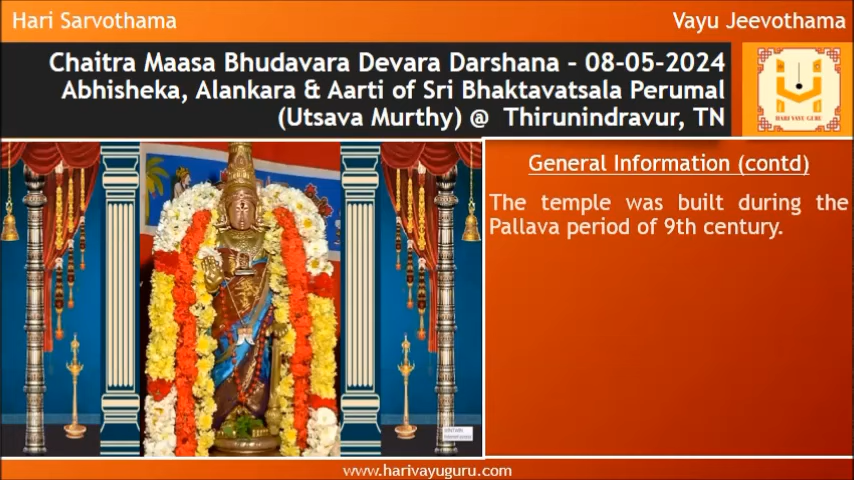 Hari Sarvothama
Vayu Jeevothama
Chaitra Maasa Bhudavara Devara Darshana – 08-05-2024
Abhisheka, Alankara & Aarti of Sri Bhaktavatsala Perumal
(Utsava Murthy) @ Thirunindravur, TN
HARI VAYU GURU
General Information (contd)
The temple was built during the
Pallava period of 9th century.
www.harivayuguru.com